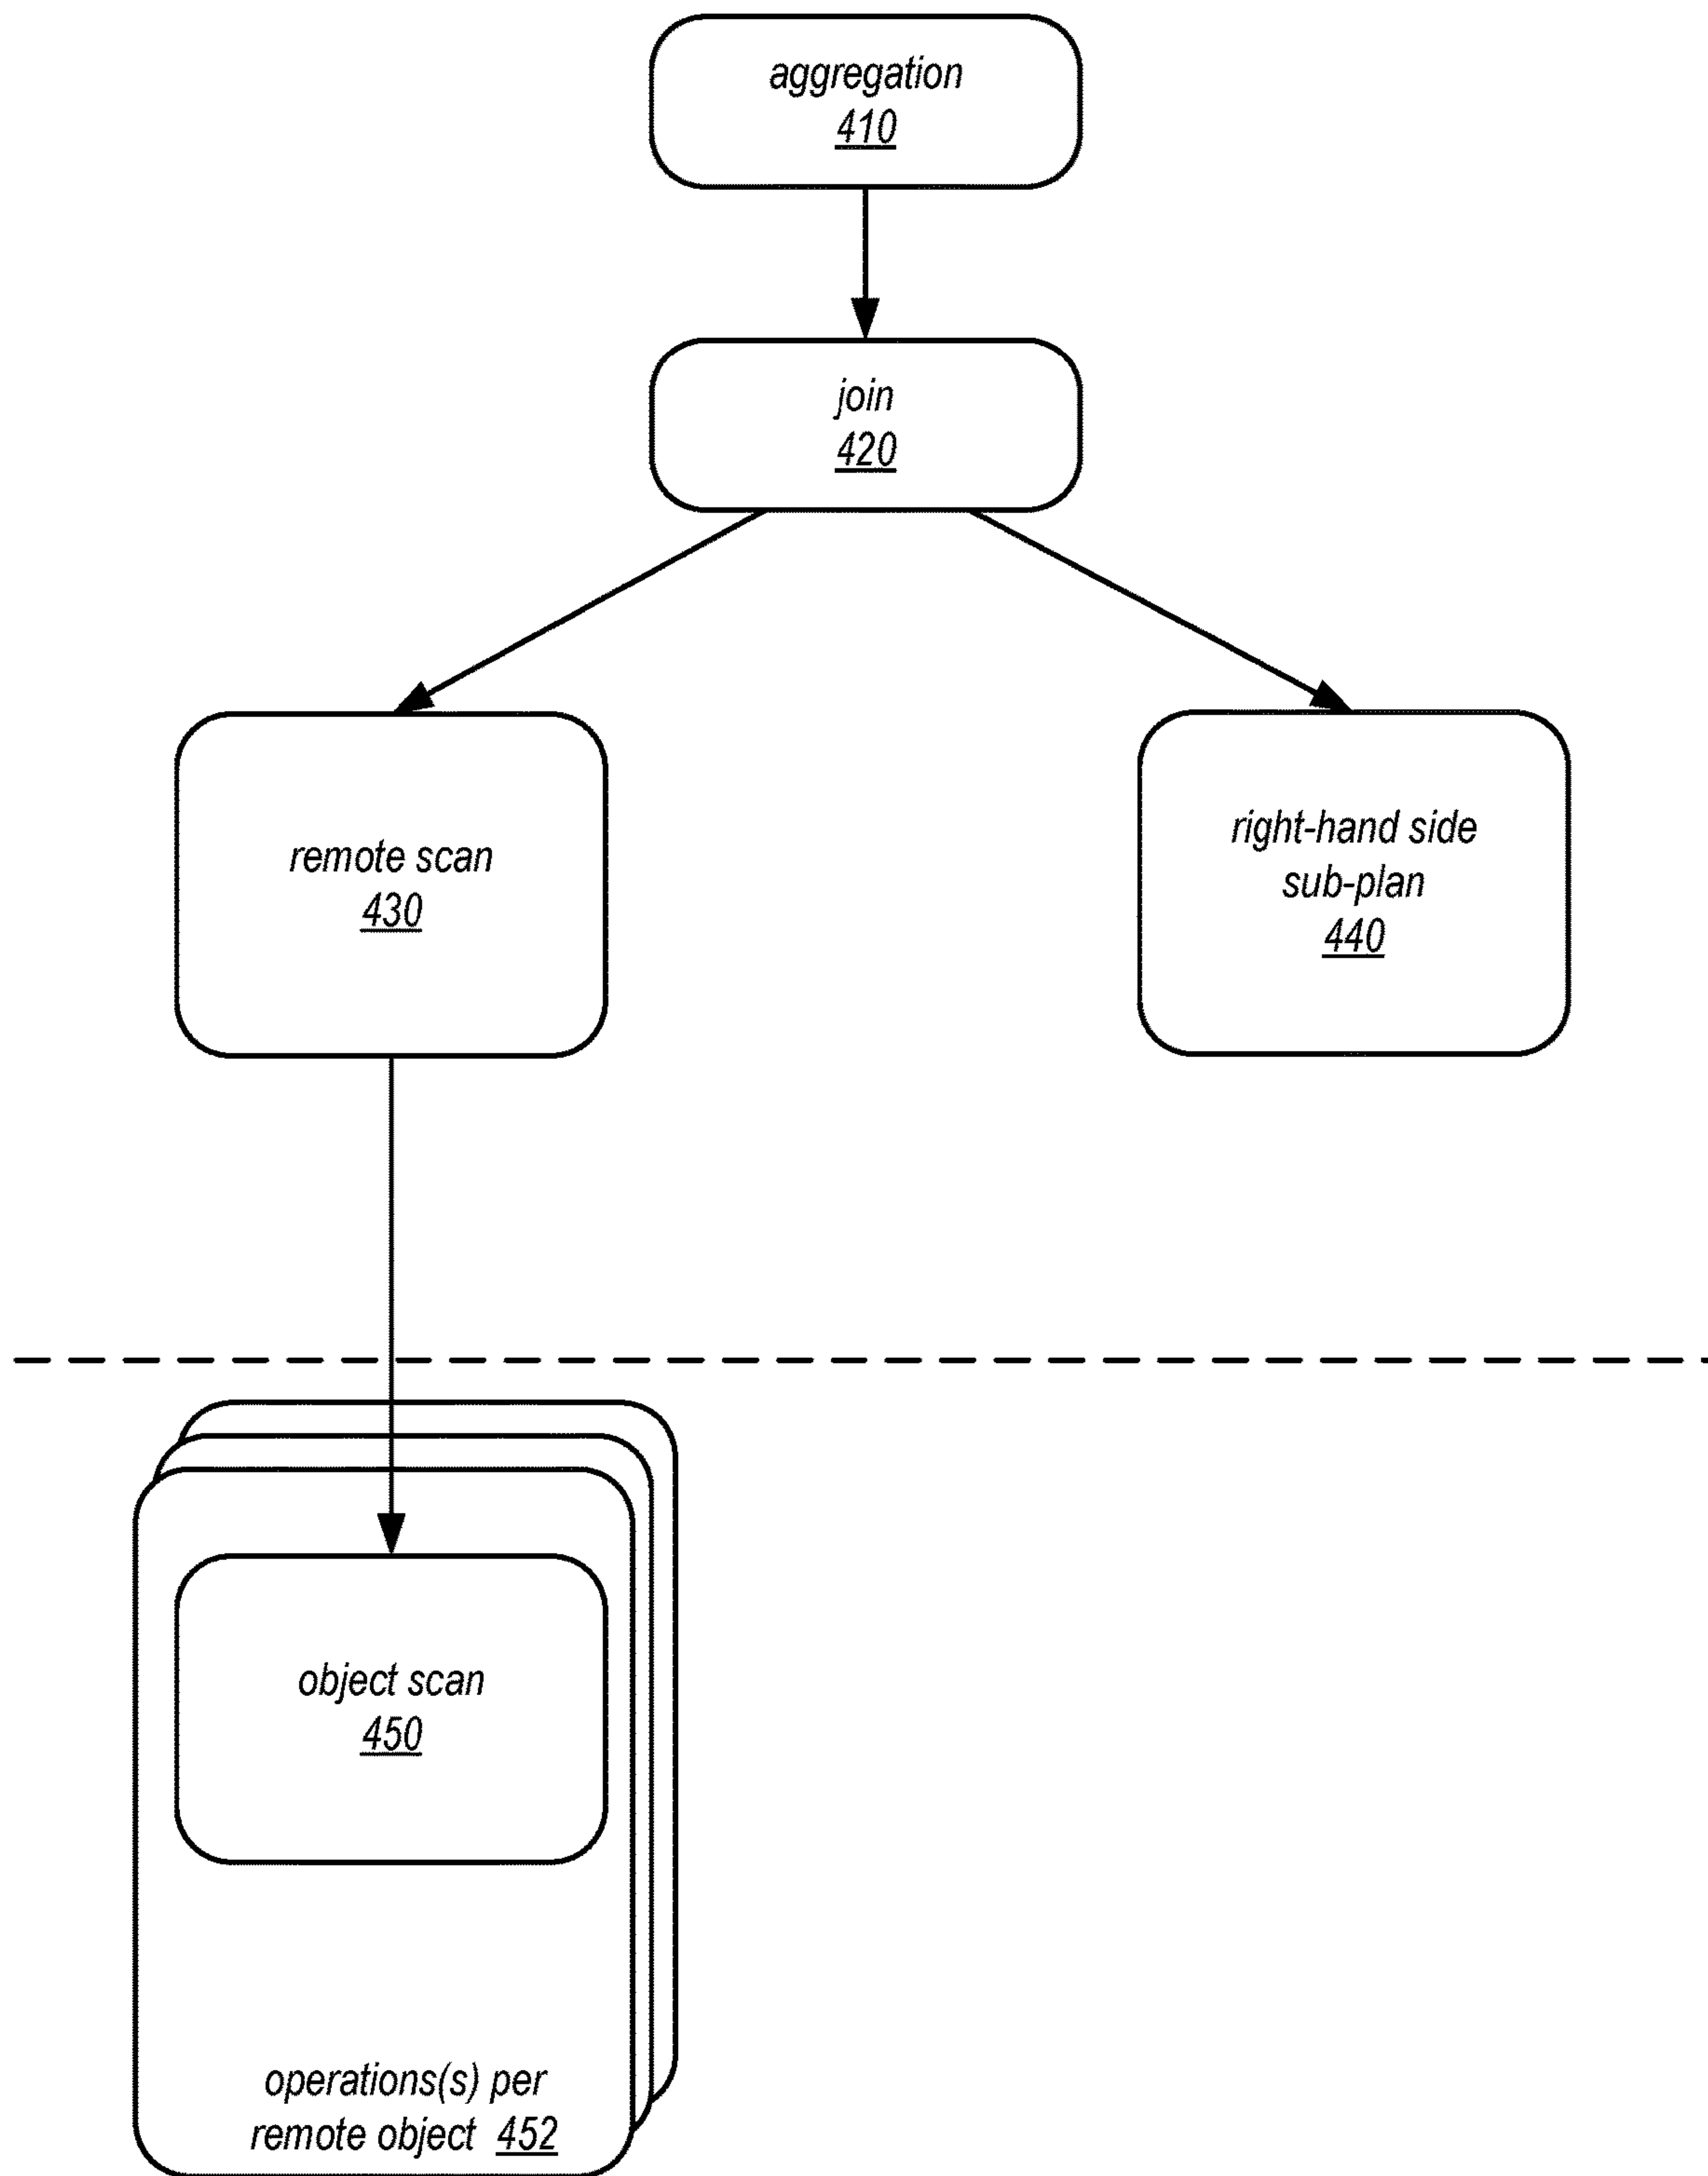 aggregation
410
join
420
remote scan
430
right-hand side
sub-plan
440
object scan
450
operations(s) per
remote object 452